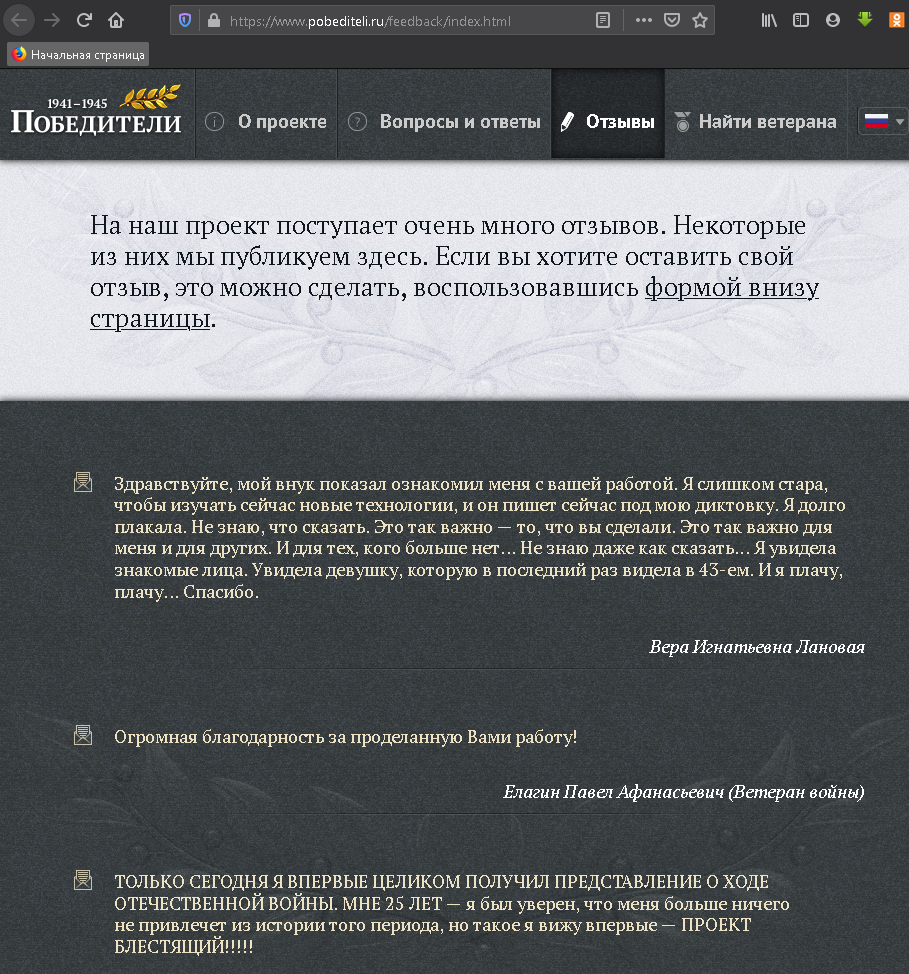 https://www.pobediteli.ru/feedback/index.html
Начальная страница
1941–1945
ПОБЕДИТЕЛИ
О проекте
Вопросы и ответы
Отзывы
Найти ветерана
На наш проект поступает очень много отзывов. Некоторые
из них мы публикуем здесь. Если вы хотите оставить свой
отзыв, это можно сделать, воспользовавшись формой внизу
страницы.
Здравствуйте, мой внук показал ознакомил меня с вашей работой. Я слишком стара,
чтобы изучать сейчас новые технологии, и он пишет сейчас под мою диктовку. Я долго
плакала. Не знаю, что сказать. Это так важно — то, что вы сделали. Это так важно для
меня и для других. И для тех, кого больше нет... Не знаю даже как сказать... Я увидела
знакомые лица. Увидела девушку, которую в последний раз видела в 43-ем. И я плачу,
плачу... Спасибо.
Вера Игнатьевна Лановая
Огромная благодарность за проделанную Вами работу!
Елагин Павел Афанасьевич (Ветеран войны)
ТОЛЬКО СЕГОДНЯ Я ВПЕРВЫЕ ЦЕЛИКОМ ПОЛУЧИЛ ПРЕДСТАВЛЕНИЕ О ХОДЕ
ОТЕЧЕСТВЕННОЙ ВОЙНЫ. МНЕ 25 ЛЕТ — я был уверен, что меня больше ничего
не привлечет из истории того периода, но такое я вижу впервые — ПРОЕКТ
БЛЕСТЯЩИЙ!!!!!